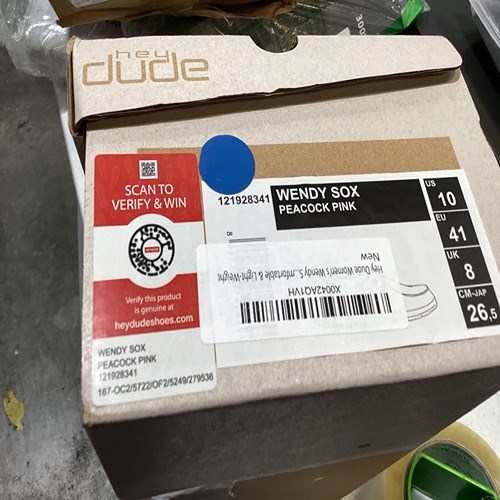 hey
dude
SCAN TO
VERIFY & WIN
Verify this product
is genuine at
heydudeshoes.com
WENDY SOX
PEACOCK PINK
121928341
167-OC2/5722/OF2/5249/279536
121928341
WENDY SOX
PEACOCK PINK
US
10
EU
41
UK
8
CM-JAP
26,5
X0042AQ1VH
Hey Dude Women's Wendy S...mfortable & Light-Weight
New